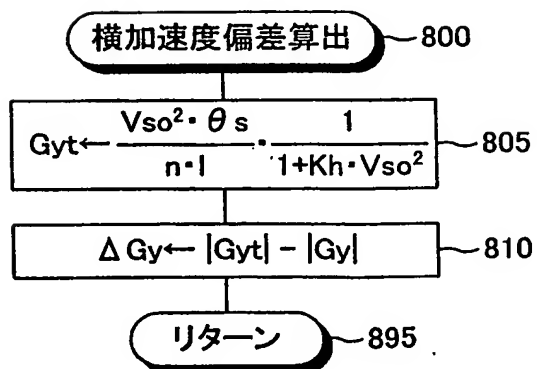 横加速度偏差算出 800
Gyt← Vso²・θs / n・l ・ 1 / 1+Kh・Vso² 805
ΔGy← |Gyt| - |Gy| 810
リターン 895